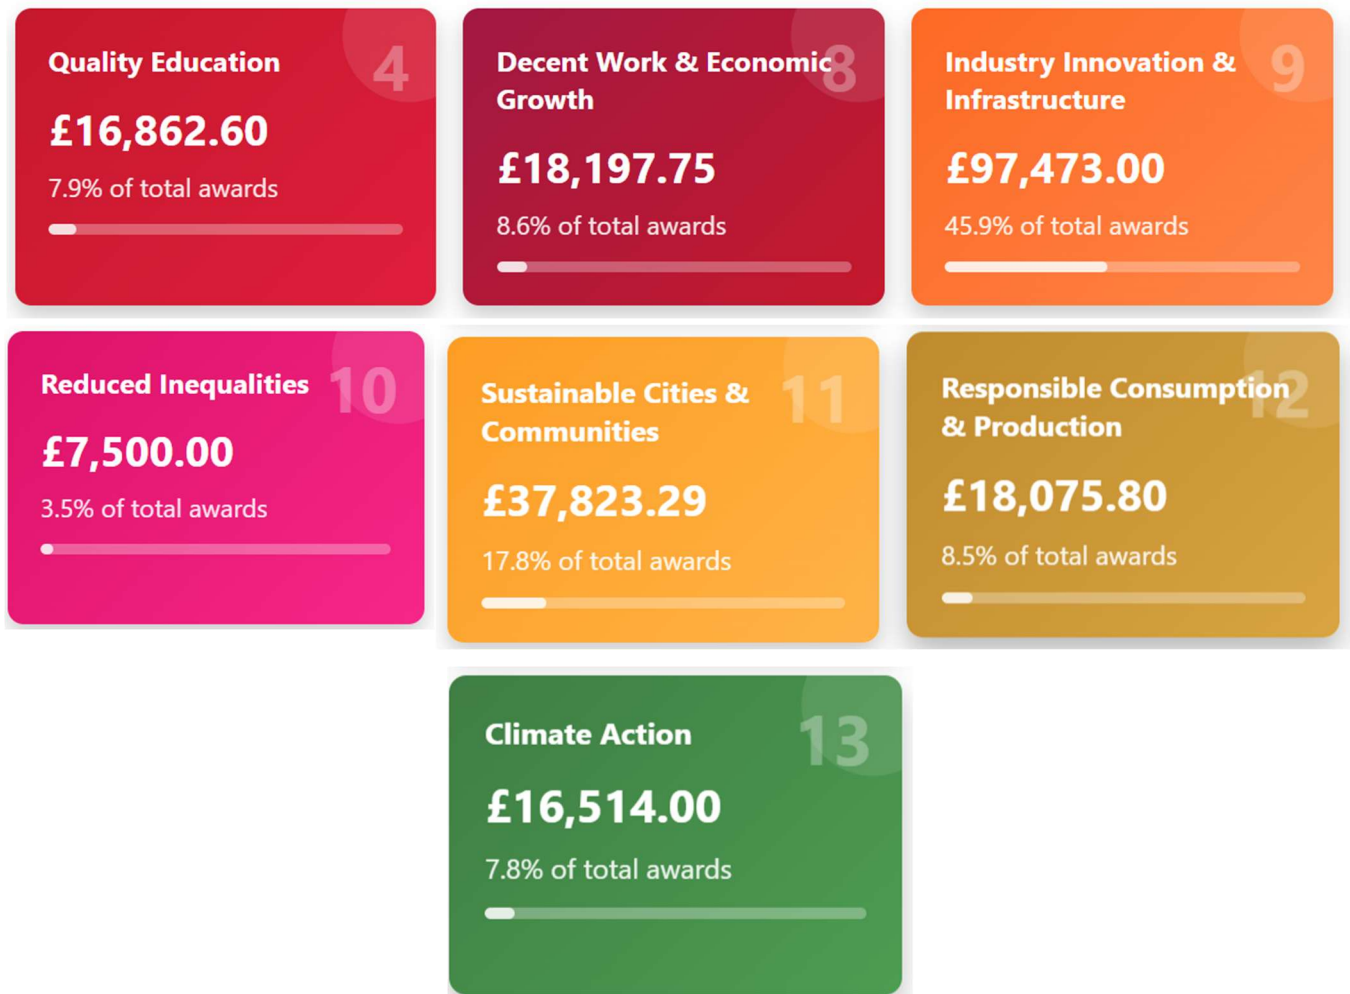 Quality Education
4
£16,862.60
7.9% of total awards
Decent Work & Economic
8
Growth
£18,197.75
8.6% of total awards
Industry Innovation &
9
Infrastructure
£97,473.00
45.9% of total awards
Reduced Inequalities
10
£7,500.00
3.5% of total awards
Sustainable Cities &
11
Communities
£37,823.29
17.8% of total awards
Responsible Consumption
12
& Production
£18,075.80
8.5% of total awards
Climate Action
13
£16,514.00
7.8% of total awards